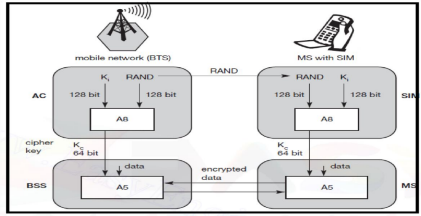 mobile network (BTS) MS with SIM
RAND
Ki RAND RAND Ki
AC 128 bit 128 bit 128 bit 128 bit SIM
A8 A8
cipher key Kc 64 bit Kc 64 bit
data encrypted data data
BSS A5 A5 MS